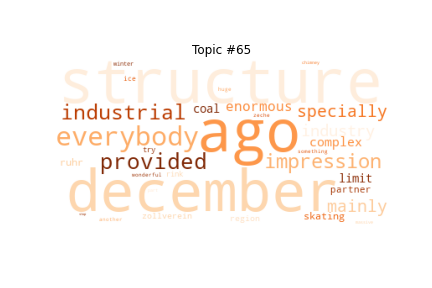 Topic #65
winter
chimney
structure
ice
huge
industrial
coal
enormous
specially
ago
zeche
everybody
industry
complex
try
something
provided
impression
ruhr
wonderful
rink
limit
december
partner
mainly
zollverein
region
skating
another